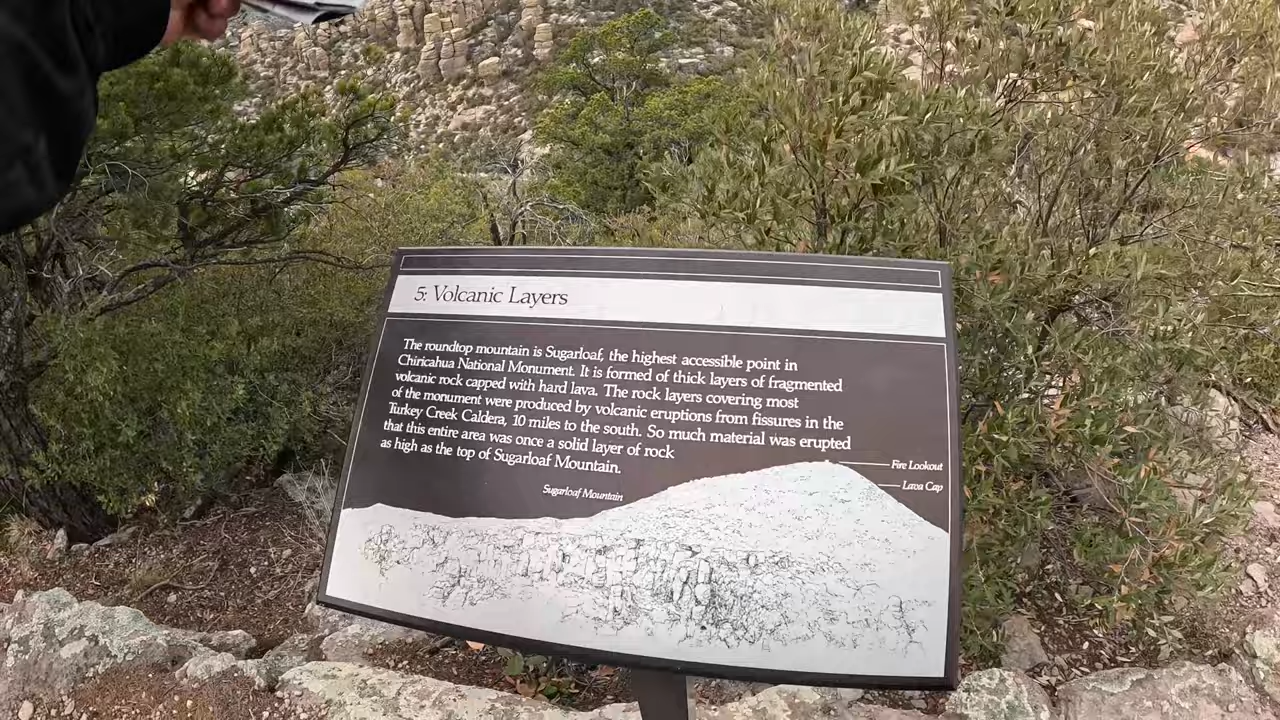 5: Volcanic Layers
The roundtop mountain is Sugarloaf, the highest accessible point in
Chiricahua National Monument. It is formed of thick layers of fragmented
volcanic rock capped with hard lava. The rock layers covering most
of the monument were produced by volcanic eruptions from fissures in the
Turkey Creek Caldera, 10 miles to the south. So much material was erupted
that this entire area was once a solid layer of rock
as high as the top of Sugarloaf Mountain.
Fire Lookout
Lava Cap
Sugarloaf Mountain